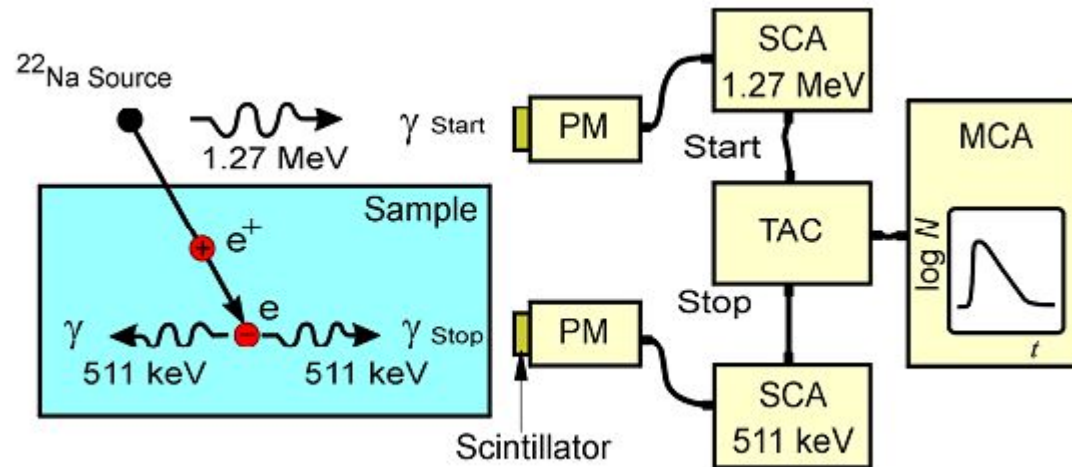 ²²Na Source
1.27 MeV
γ Start
PM
SCA
1.27 MeV
Start
MCA
Sample
e⁺
+
TAC
log N
t
e
−
γ
511 keV
511 keV
γ Stop
PM
Stop
SCA
511 keV
Scintillator